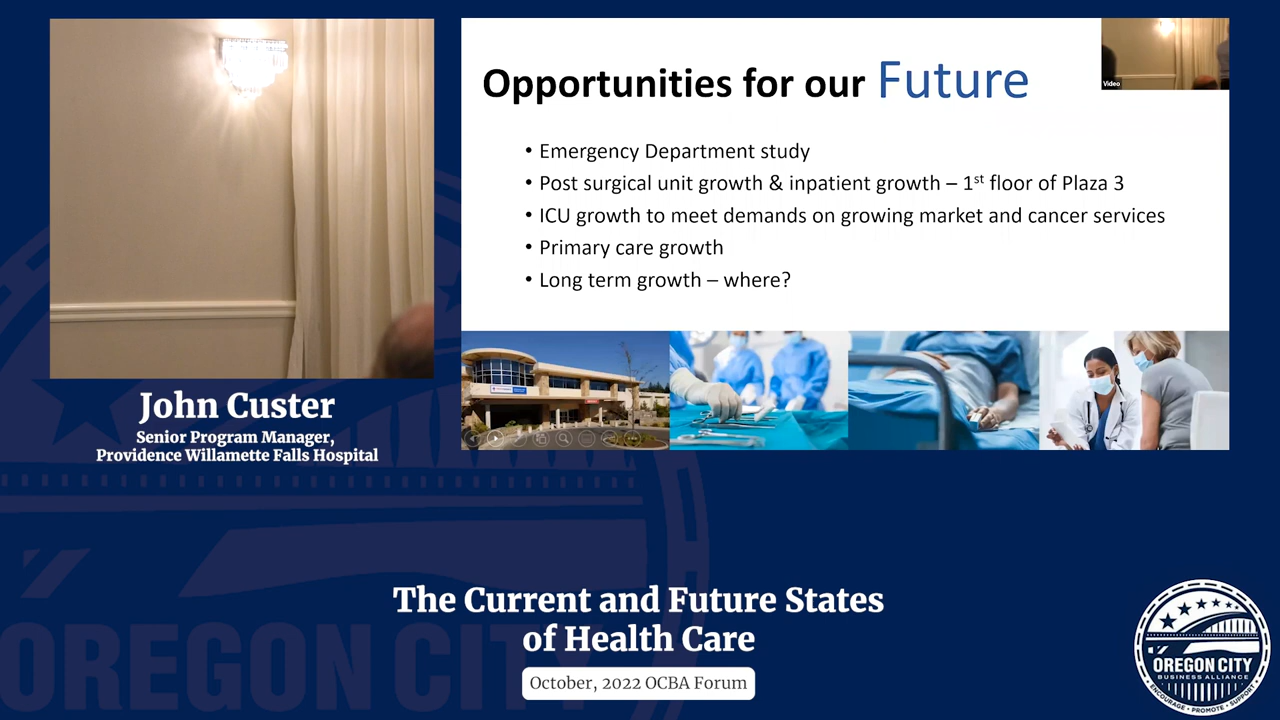 Opportunities for our Future
Video
• Emergency Department study
• Post surgical unit growth & inpatient growth – 1st floor of Plaza 3
• ICU growth to meet demands on growing market and cancer services
• Primary care growth
• Long term growth – where?
John Custer
Senior Program Manager,
Providence Willamette Falls Hospital
The Current and Future States
of Health Care
October, 2022 OCBA Forum
OREGON CITY
BUSINESS ALLIANCE
ENCOURAGE • PROMOTE • SUPPORT
OREGON CITY